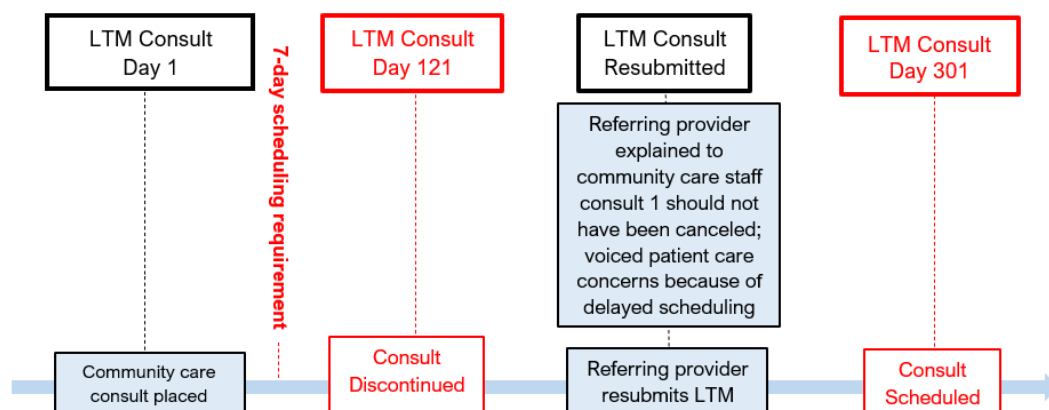 LTM Consult
Day 1
7-day scheduling requirement
LTM Consult
Day 121
LTM Consult
Resubmitted
LTM Consult
Day 301
Referring provider
explained to
community care staff
consult 1 should not
have been canceled;
voiced patient care
concerns because of
delayed scheduling
Community care
consult placed
Consult
Discontinued
Referring provider
resubmits LTM
Consult
Scheduled